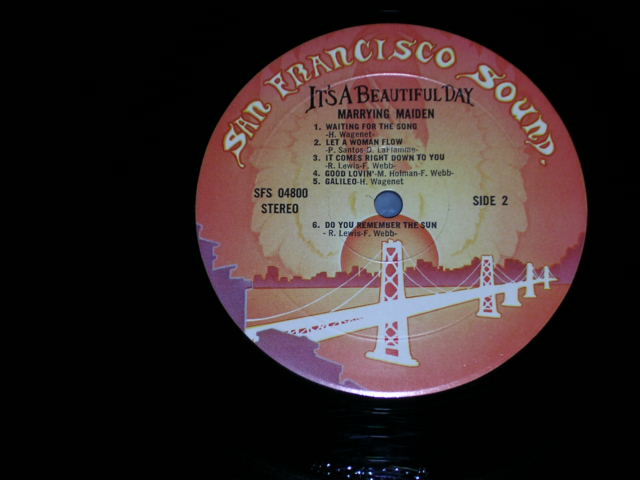 SAN FRANCISCO SOUND.
IT'S A BEAUTIFUL DAY
MARRYING MAIDEN
1. WAITING FOR THE SONG
-H. Wagenet-
2. LET A WOMAN FLOW
-P. Santos-D. LaFlamme-
3. IT COMES RIGHT DOWN TO YOU
-R. Lewis-F. Webb-
4. GOOD LOVIN'-M. Holman-F. Webb-
5. GALILEO-H. Wagenet
SFS 04800
STEREO
SIDE 2
6. DO YOU REMEMBER THE SUN
- R. Lewis-F. Webb-